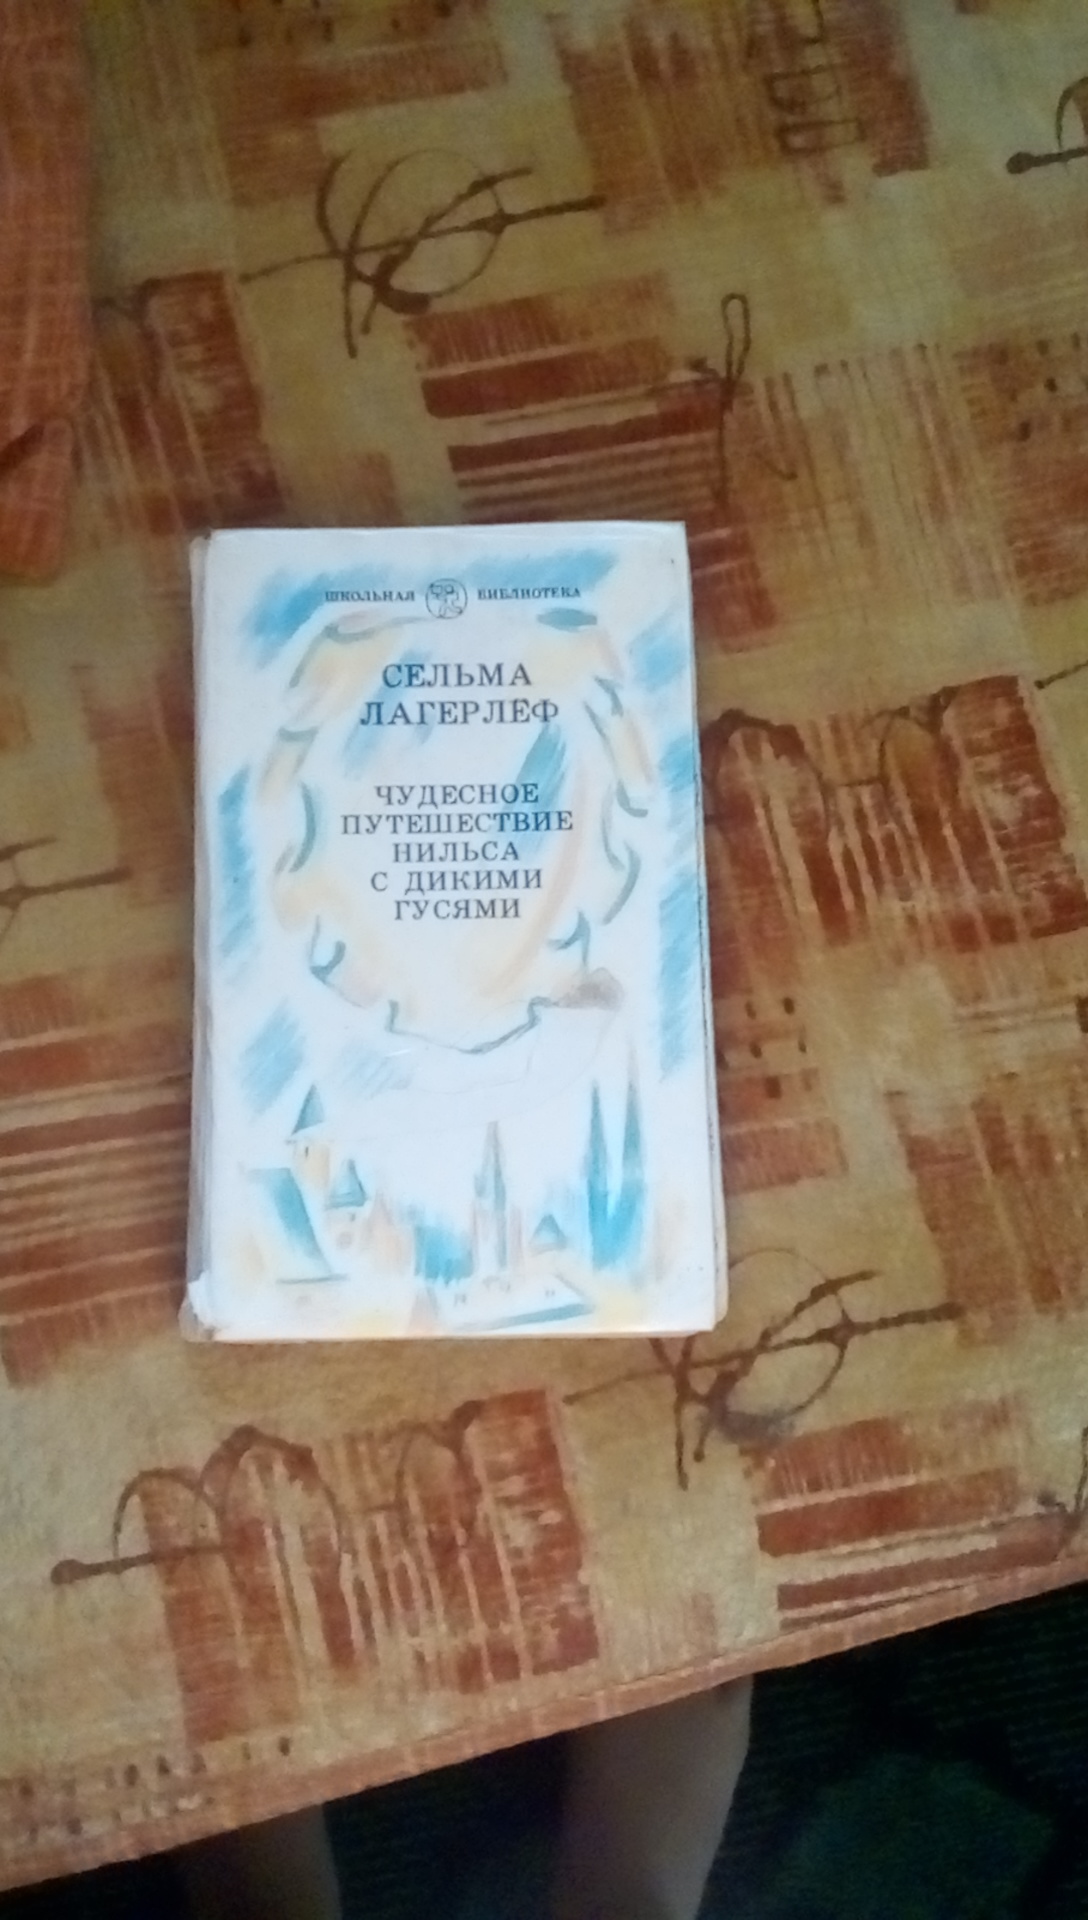 ШКОЛЬНАЯ БИБЛИОТЕКА
СЕЛЬМА
ЛАГЕРЛЕФ
ЧУДЕСНОЕ
ПУТЕШЕСТВИЕ
НИЛЬСА
С ДИКИМИ
ГУСЯМИ